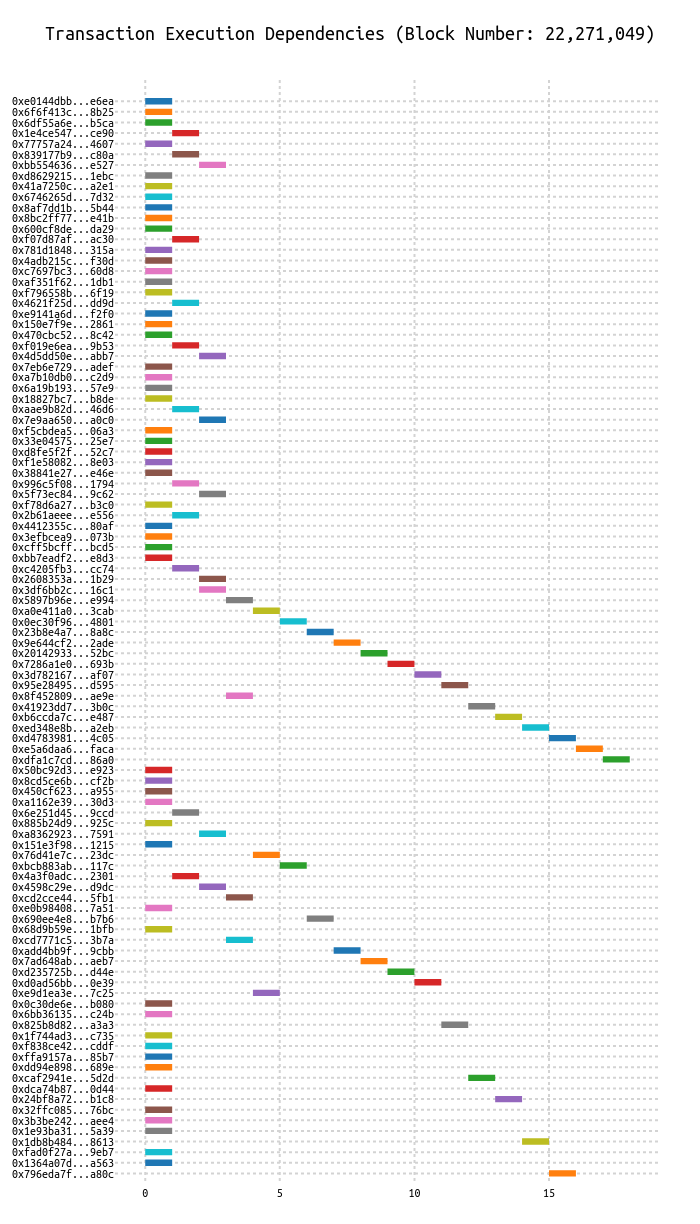 Transaction Execution Dependencies (Block Number: 22,271,049)
0xe0144dbb...e6ea
0x6f6f413c...8b25
0x6df55a6e...b5ca
0x1e4ce547...ce90
0x77757a24...4607
0x839177b9...c80a
0xbb554636...e527
0xd8629215...1ebc
0x41a7250c...a2e1
0x6746265d...7d32
0x8af7dd1b...5b44
0x8bc2ff77...e41b
0x600cf8de...da29
0xf07d87af...ac30
0x781d1848...315a
0x4adb215c...f30d
0xc7697bc3...60d8
0xaf351f62...1db1
0xf796558b...6f19
0x4621f25d...dd9d
0xe9141a6d...f2f0
0x150e7f9e...2861
0x470cbc52...8c42
0xf019e6ea...9b53
0x4d5dd50e...abb7
0x7eb6e729...adef
0xa7b10db0...c2d9
0x6a19b193...57e9
0x18827bc7...b8de
0xaae9b82d...46d6
0x7e9aa650...a0c0
0xf5cbdea5...06a3
0x33e04575...25e7
0xd8fe5f2f...52c7
0xf1e58082...8e03
0x38841e27...e46e
0x996c5f08...1794
0x5f73ec84...9c62
0xf78d6a27...b3c0
0x2b61aeee...e556
0x4412355c...80af
0x3efbcea9...073b
0xcff5bcff...bcd5
0xbb7eadf2...e8d3
0xc4205fb3...cc74
0x2608353a...1b29
0x3df6bb2c...16c1
0x5897b96e...e994
0xa0e411a0...3cab
0x0ec30f96...4801
0x23b8e4a7...8a8c
0x9e644cf2...2ade
0x20142933...52bc
0x7286a1e0...693b
0x3d782167...af07
0x95e28495...d595
0x8f452809...ae9e
0x41923dd7...3b0c
0xb6ccda7c...e487
0xed348e8b...a2eb
0xd4783981...4c05
0xe5a6daa6...faca
0xdfa1c7cd...86a0
0x50bc92d3...e923
0x8cd5ce6b...cf2b
0x450cf623...a955
0xa1162e39...30d3
0x6e251d45...9ccd
0x885b24d9...925c
0xa8362923...7591
0x151e3f98...1215
0x76d41e7c...23dc
0xbcb883ab...117c
0x4a3f0adc...2301
0x4598c29e...d9dc
0xcd2cce44...5fb1
0xe0b98408...7a51
0x690ee4e8...b7b6
0x68d9b59e...1bfb
0xcd7771c5...3b7a
0xadd4bb9f...9cbb
0x7ad648ab...aeb7
0xd235725b...d44e
0xd0ad56bb...0e39
0xe9d1ea3e...7c25
0x0c30de6e...b080
0x6bb36135...c24b
0x825b8d82...a3a3
0x1f744ad3...c735
0xf838ce42...cddf
0xffa9157a...85b7
0xdd94e898...689e
0xcaf2941e...5d2d
0xdca74b87...0d44
0x24bf8a72...b1c8
0x32ffc085...76bc
0x3b3be242...aee4
0x1e93ba31...5a39
0x1db8b484...8613
0xfad0f27a...9eb7
0x1364a07d...a563
0x796eda7f...a80c
0 5 10 15